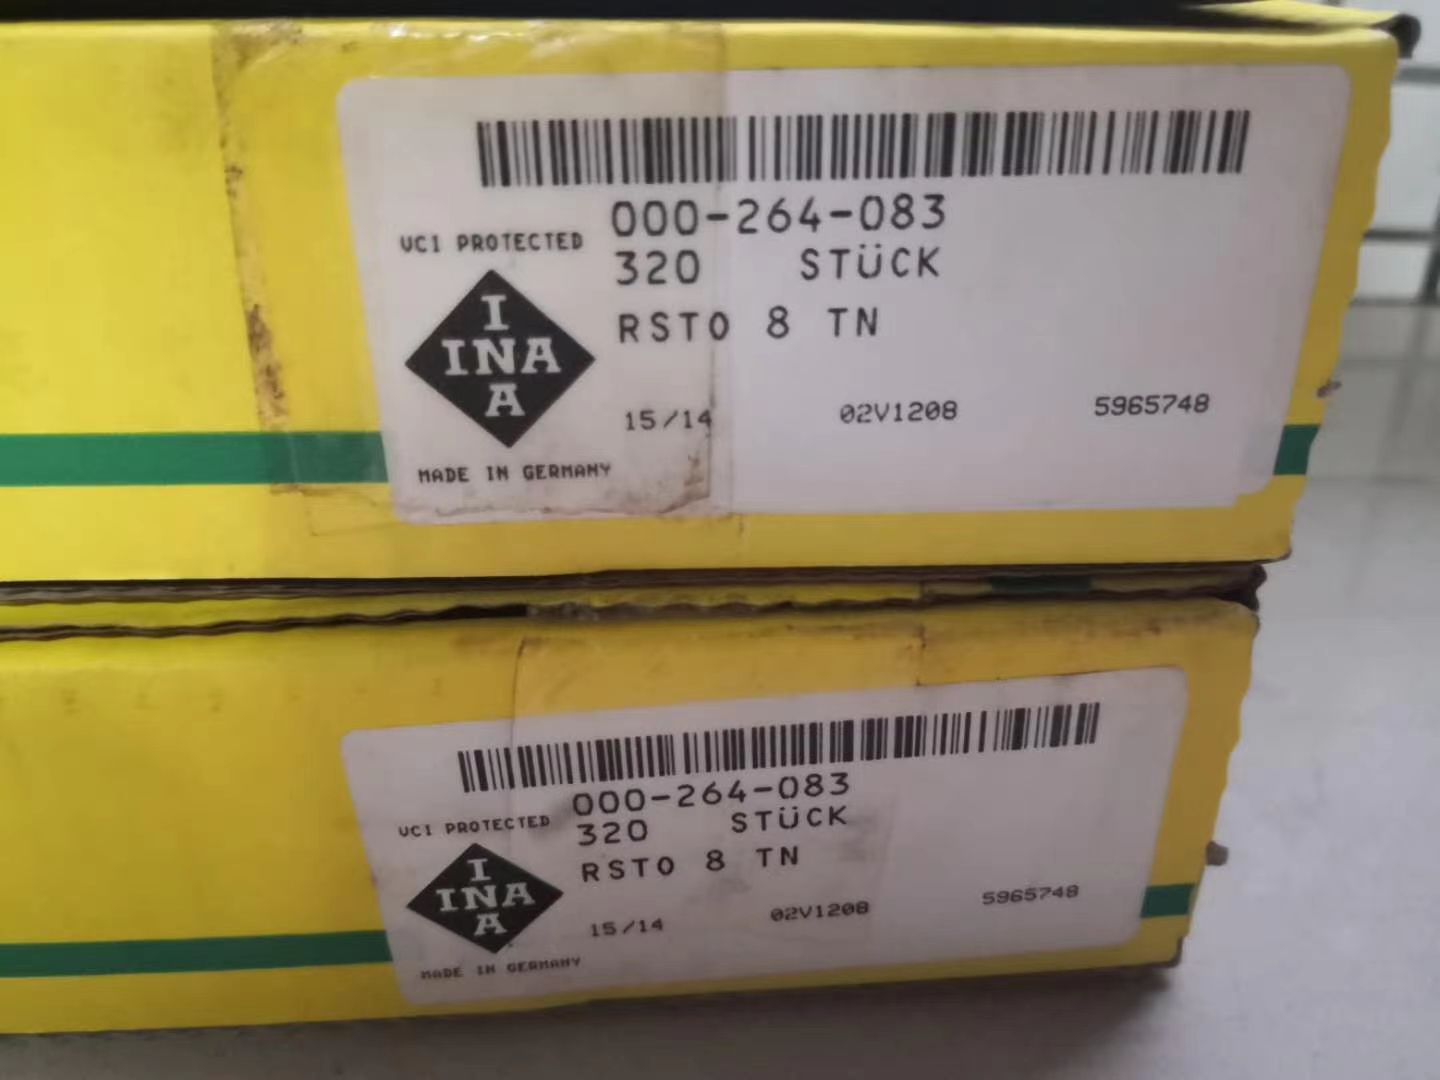 000-264-083
VCI PROTECTED
320 STÜCK
RSTO 8 TN
I
INA
A
15/14 02V1208 5965748
MADE IN GERMANY
000-264-083
VCI PROTECTED
320 STÜCK
RSTO 8 TN
I
INA
A
15/14 02V1208 5965748
MADE IN GERMANY